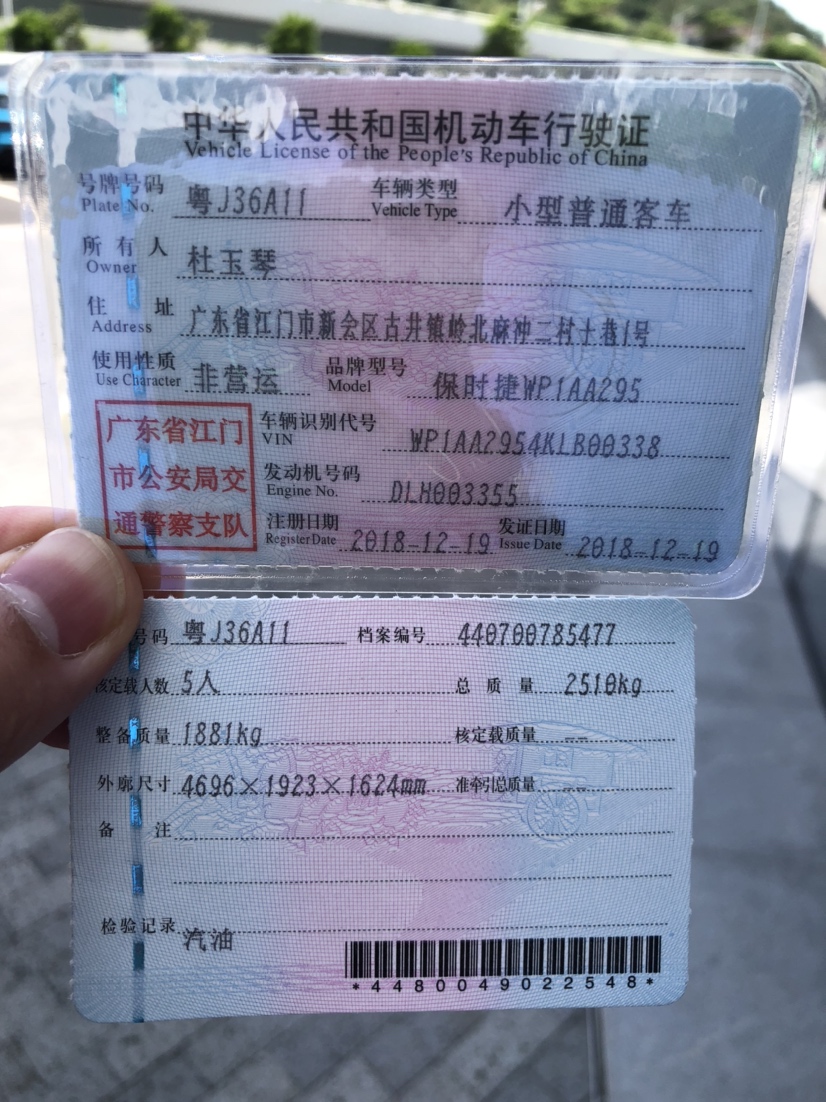 中华人民共和国机动车行驶证
Vehicle License of the People's Republic of China
号牌号码 粤J36A11 车辆类型 小型普通客车
Plate No. Vehicle Type
所有人 杜玉琴
Owner
住址 广东省江门市新会区古井镇岭北麻冲二村十巷1号
Address
使用性质 非营运 品牌型号 保时捷WP1AA295
Use Character Model
广东省江门
市公安局交
通警察支队
车辆识别代号 WP1AA2954KLB00338
VIN
发动机号码 DLH003355
Engine No.
注册日期 2018-12-19 发证日期 2018-12-19
Register Date Issue Date
号码 粤J36A11 档案编号 440700785477
核定载人数 5人 总质量 2510kg
整备质量 1881kg 核定载质量 --
外廓尺寸 4696×1923×1624mm 准牵引总质量 --
备注
检验记录 汽油
*4480049022548*